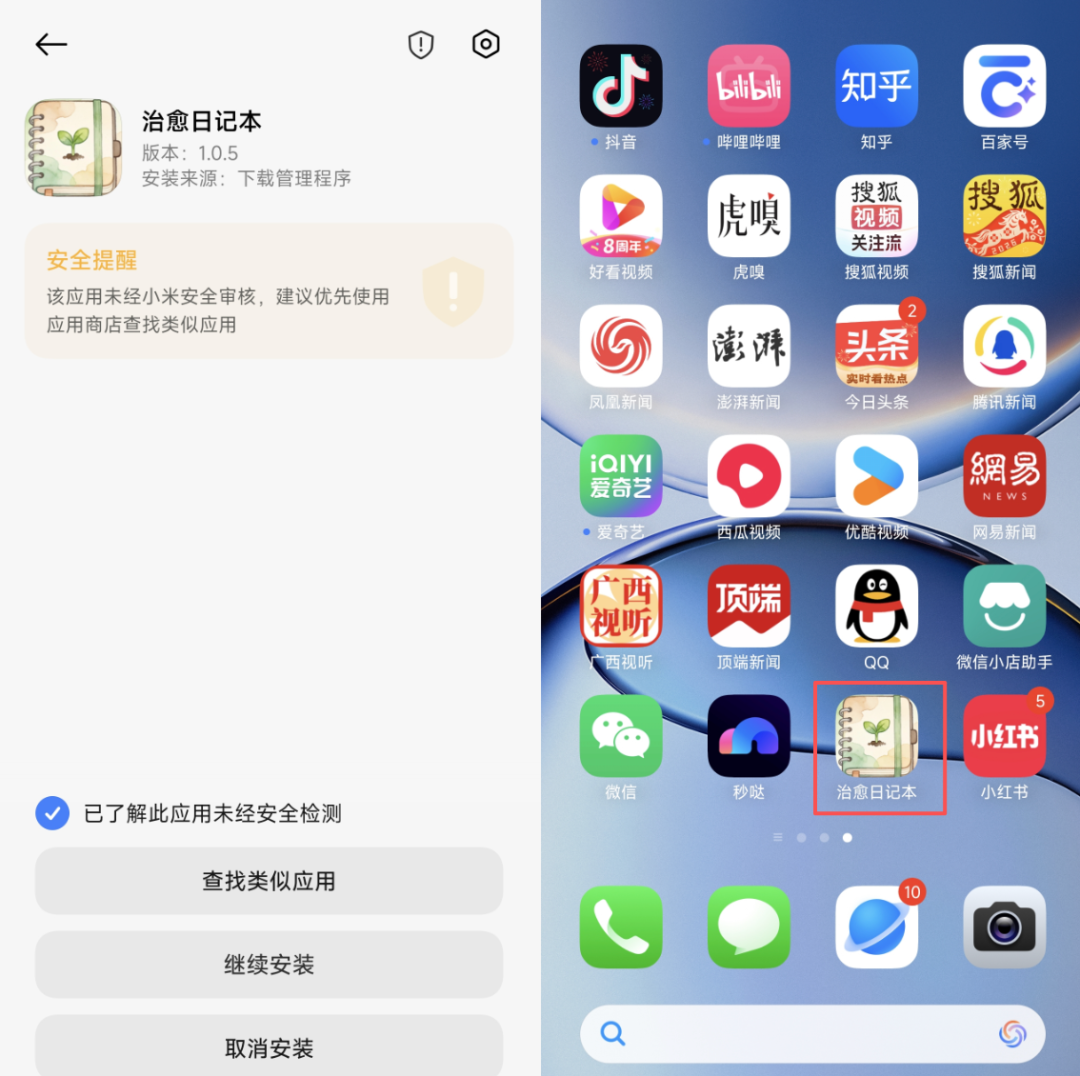 治愈日记本
版本：1.0.5
安装来源：下载管理程序
安全提醒
该应用未经小米安全审核，建议优先使用
应用商店查找类似应用
已了解此应用未经安全检测
查找类似应用
继续安装
取消安装
bilibili
知乎
抖音
哔哩哔哩
知乎
百家号
8周年
虎嗅
搜狐
视频
关注流
搜狐
2026
好看视频
虎嗅
搜狐视频
搜狐新闻
澎湃
头条
实时看热点
2
凤凰新闻
澎湃新闻
今日头条
腾讯新闻
iQIYI
爱奇艺
網易
NEWS
爱奇艺
西瓜视频
优酷视频
网易新闻
广西
视听
顶端
广西视听
顶端新闻
QQ
微信小店助手
小红书
5
微信
秒哒
治愈日记本
小红书
10